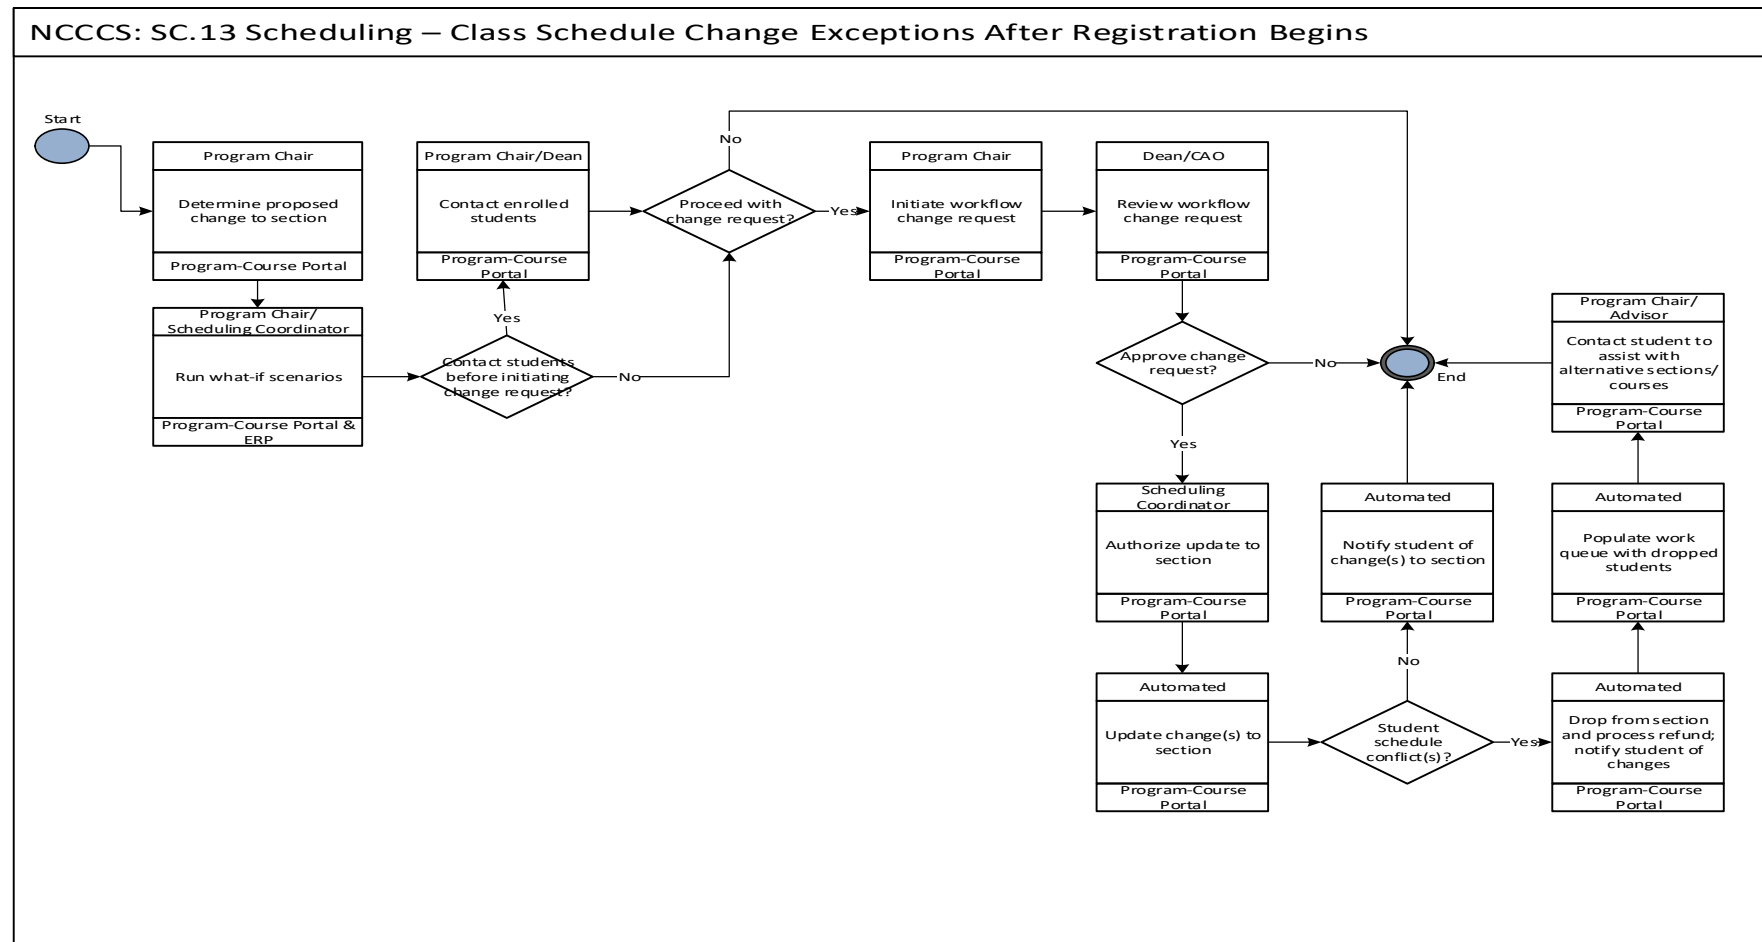 NCCCS: SC.13 Scheduling – Class Schedule Change Exceptions After Registration Begins
Start
Program Chair
Determine proposed
change to section
Program-Course Portal
Program Chair/
Scheduling Coordinator
Run what-if scenarios
Program-Course Portal &
ERP
Program Chair/Dean
Contact enrolled
students
Program-Course
Portal
Yes
Contact students
before initiating
change request?
No
No
Proceed with
change request?
Yes
Program Chair
Initiate workflow
change request
Program-Course
Portal
Dean/CAO
Review workflow
change request
Program-Course
Portal
Approve change
request?
No
End
Yes
Scheduling
Coordinator
Authorize update to
section
Program-Course
Portal
Automated
Update change(s) to
section
Program-Course
Portal
Student
schedule
conflict(s)?
No
Automated
Notify student of
change(s) to section
Program-Course
Portal
Yes
Automated
Drop from section
and process refund;
notify student of
changes
Program-Course
Portal
Automated
Populate work
queue with dropped
students
Program-Course
Portal
Program Chair/
Advisor
Contact student to
assist with
alternative sections/
courses
Program-Course
Portal